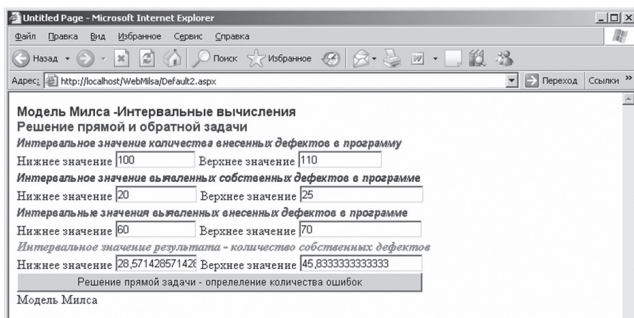 Untitled Page - Microsoft Internet Explorer
Файл Правка Вид Избранное Сервис Справка
Назад Поиск Избранное
Адрес: http://localhost/WebMilsa/Default2.aspx Переход Ссылки »
Модель Милса -Интервальные вычисления
Решение прямой и обратной задачи
Интервальное значение количества внесенных дефектов в программу
Нижнее значение 100 Верхнее значение 110
Интервальное значение выявленных собственных дефектов в программе
Нижнее значение 20 Верхнее значение 25
Интервальные значения выявленных внесенных дефектов в программе
Нижнее значение 60 Верхнее значение 70
Интервальное значение результата - количество собственных дефектов
Нижнее значение 28,571428571428 Верхнее значение 45,8333333333333
Решение прямой задачи - опрелеление количества ошибок
Модель Милса